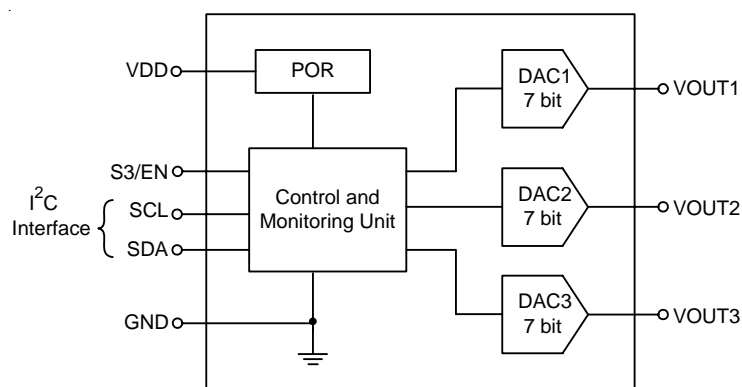 VDD
POR
DAC1
7 bit
VOUT1
S3/EN
I²C
Interface
SCL
SDA
Control and
Monitoring Unit
DAC2
7 bit
VOUT2
GND
DAC3
7 bit
VOUT3